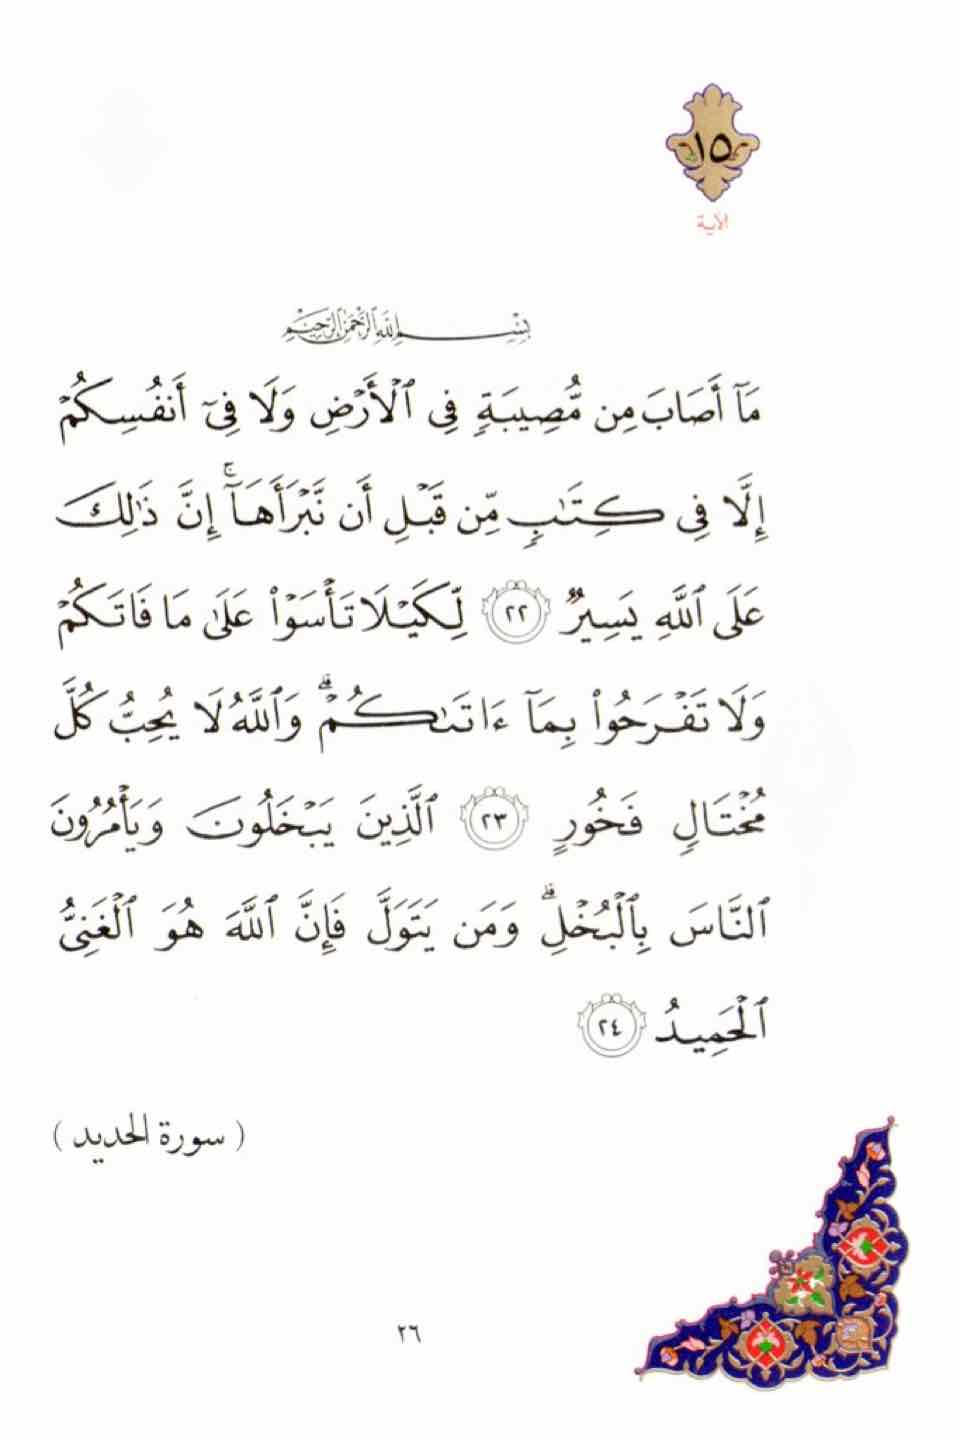 ١٥
الآية
بِسْمِ اللَّهِ الرَّحْمَٰنِ الرَّحِيمِ
مَآ أَصَابَ مِن مُّصِيبَةٍ فِى ٱلْأَرْضِ وَلَا فِىٓ أَنفُسِكُمْ
إِلَّا فِى كِتَٰبٍ مِّن قَبْلِ أَن نَّبْرَأَهَآ ۚ إِنَّ ذَٰلِكَ
عَلَى ٱللَّهِ يَسِيرٌ ٢٢ لِّكَيْلَا تَأْسَوْا۟ عَلَىٰ مَا فَاتَكُمْ
وَلَا تَفْرَحُوا۟ بِمَآ ءَاتَىٰكُمْ ۗ وَٱللَّهُ لَا يُحِبُّ كُلَّ
مُخْتَالٍ فَخُورٍ ٢٣ ٱلَّذِينَ يَبْخَلُونَ وَيَأْمُرُونَ
ٱلنَّاسَ بِٱلْبُخْلِ ۗ وَمَن يَتَوَلَّ فَإِنَّ ٱللَّهَ هُوَ ٱلْغَنِىُّ
ٱلْحَمِيدُ ٢٤
( سورة الحديد )
٢٦